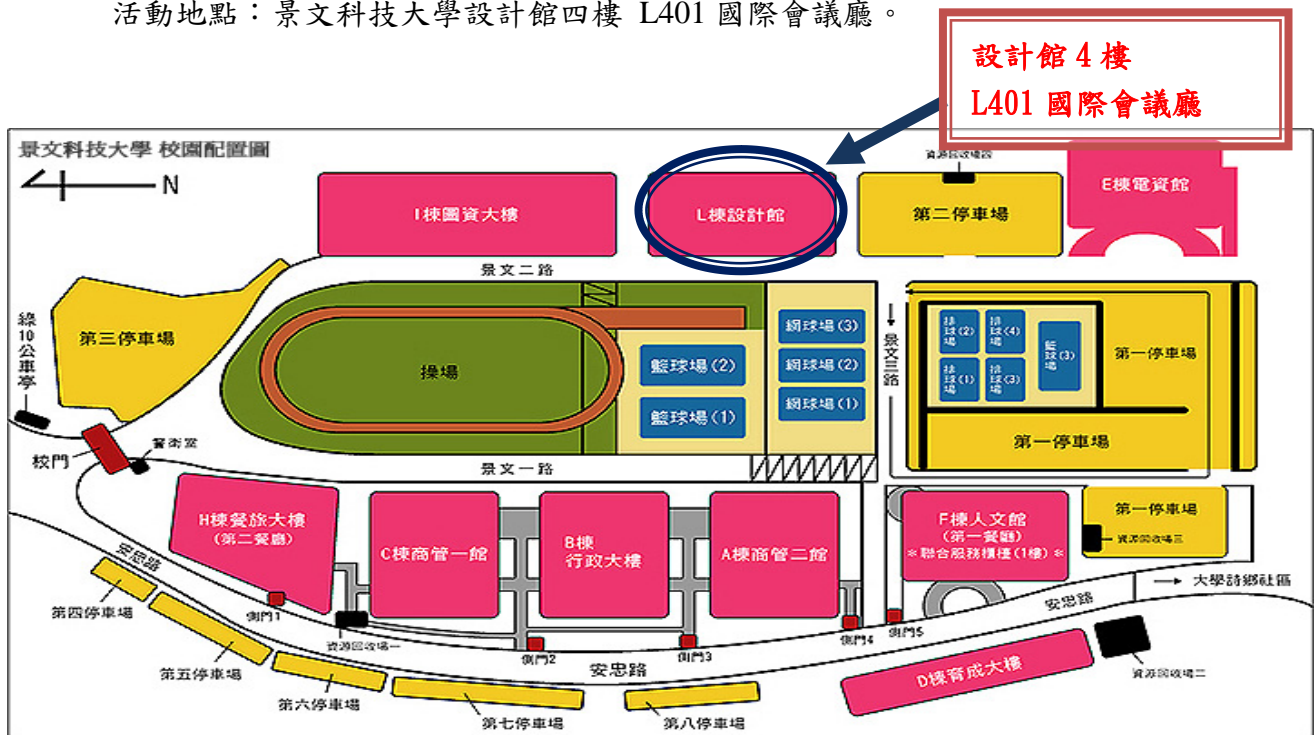 活動地點：景文科技大學設計館四樓 L401 國際會議廳。
設計館 4 樓
L401 國際會議廳
景文科技大學 校園配置圖
N
資源回收場四
I棟圖資大樓
L棟設計館
第二停車場
E棟電資館
景文二路
綠10公車亭
第三停車場
操場
籃球場(2)
籃球場(1)
網球場(3)
網球場(2)
網球場(1)
景文三路
排球場(2)
排球場(4)
籃球場(3)
排球場(1)
排球場(3)
第一停車場
第一停車場
校門
警衛室
景文一路
H棟餐旅大樓
(第二餐廳)
C棟商管一館
B棟
行政大樓
A棟商管二館
F棟人文館
(第一餐廳)
*聯合服務櫃檯(1樓)*
第一停車場
資源回收場三
大學詩鄉社區
安忠路
安忠路
第四停車場
側門1
資源回收場一
側門2
側門3
側門4
側門5
安忠路
D棟育成大樓
資源回收場二
第五停車場
第六停車場
第七停車場
第八停車場